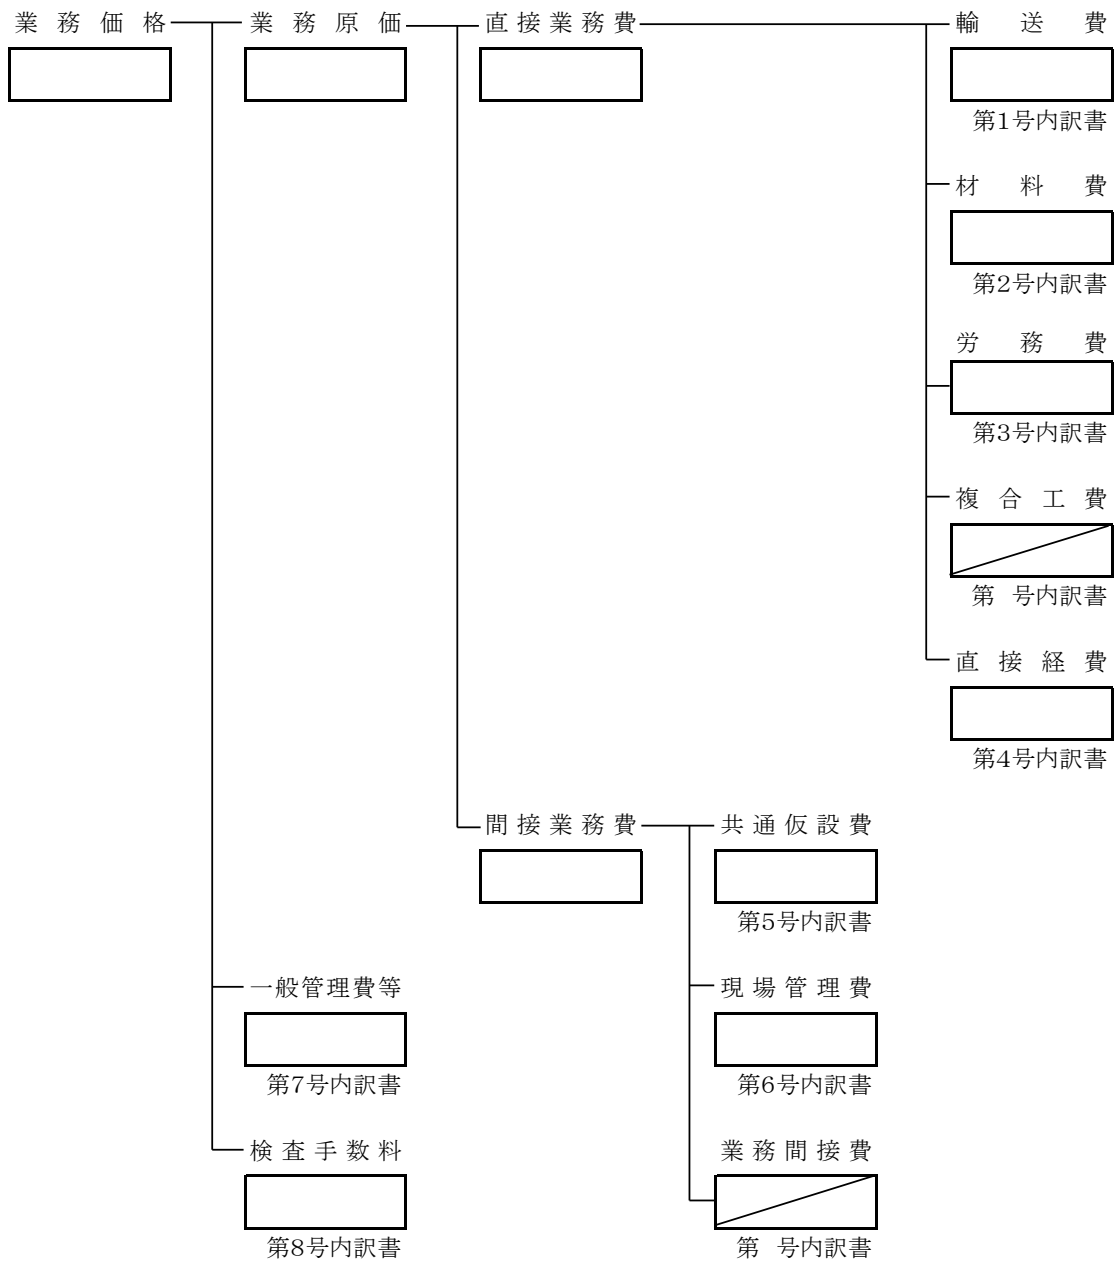 業務価格
業務原価
直接業務費
輸送費
第1号内訳書
材料費
第2号内訳書
労務費
第3号内訳書
複合工費
第 号内訳書
直接経費
第4号内訳書
間接業務費
共通仮設費
第5号内訳書
一般管理費等
現場管理費
第7号内訳書
第6号内訳書
検査手数料
業務間接費
第8号内訳書
第 号内訳書